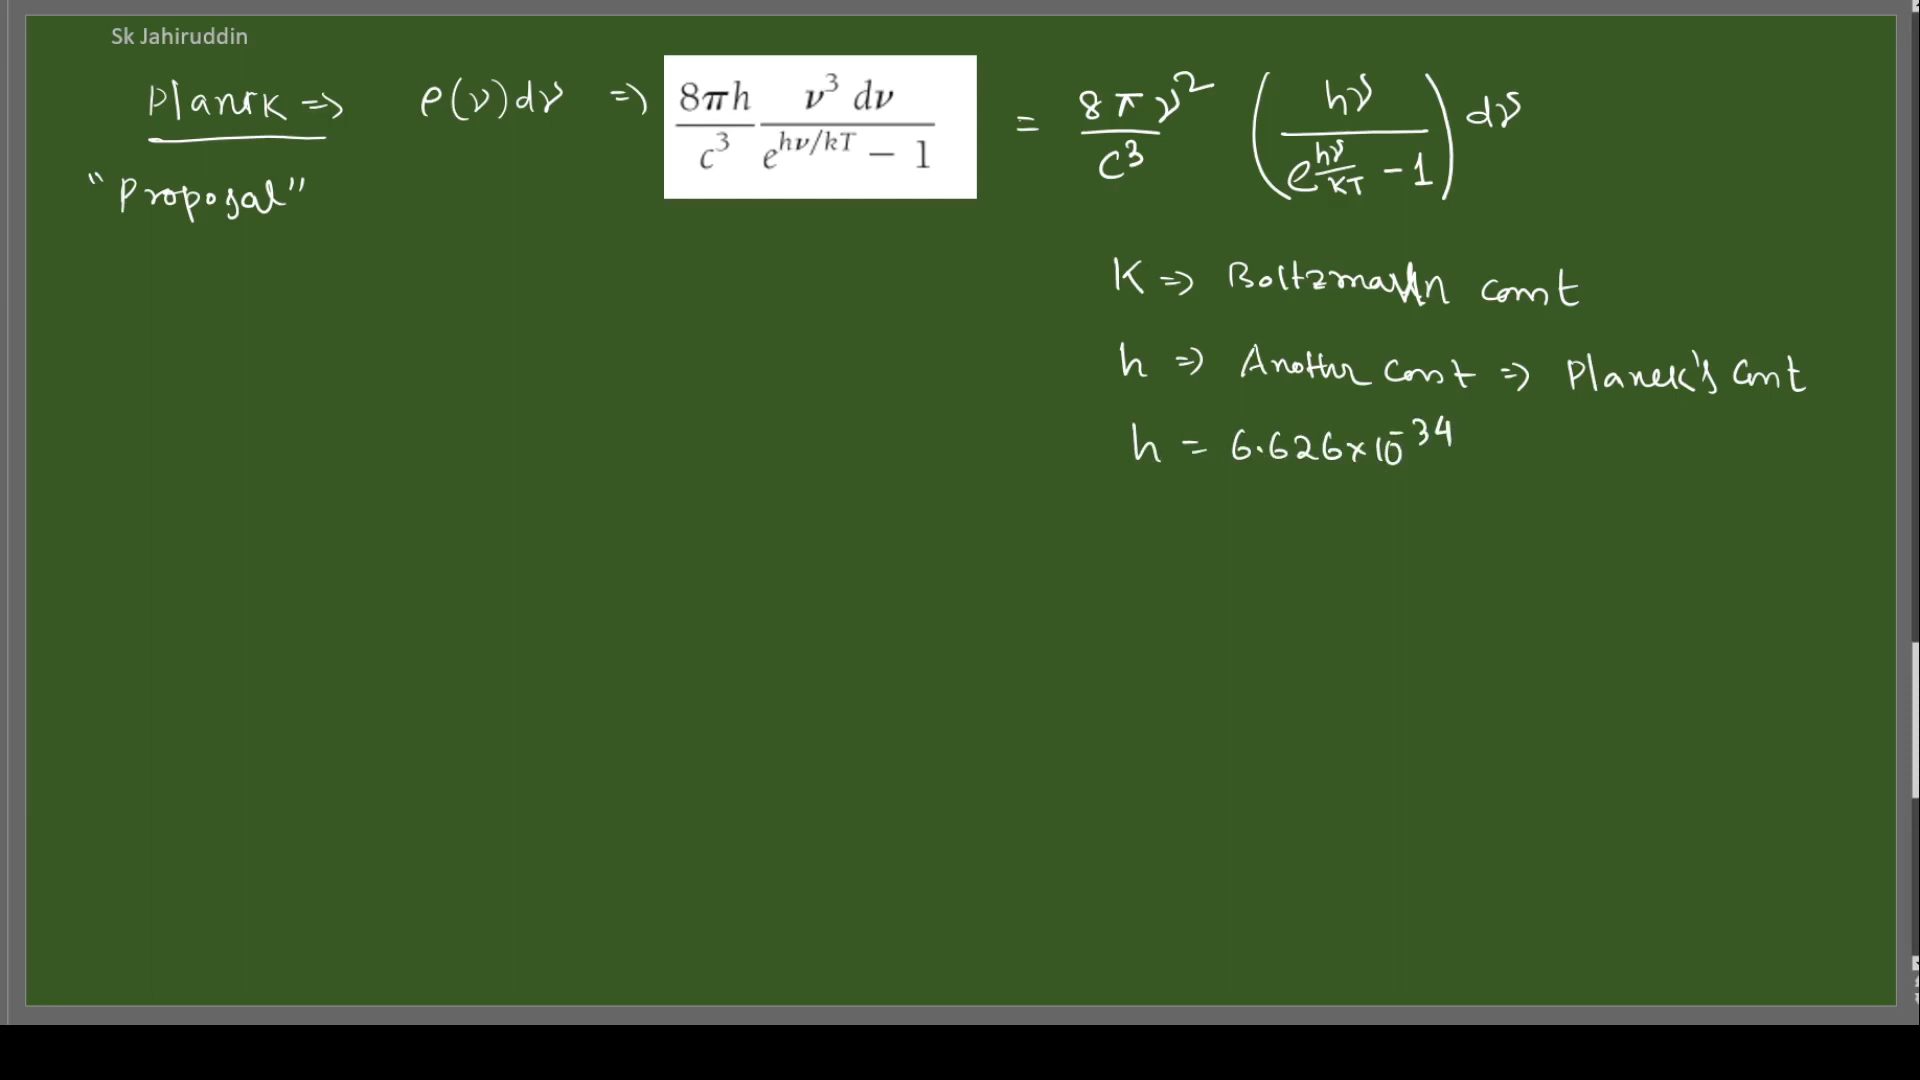 Sk Jahiruddin
Planck => ρ(ν)dν => 8πh/c³ ν³ dν/(e^{hν/kT} − 1) = 8πν²/c³ (hν/(e^{hν/KT} − 1)) dν
"Proposal"
K => Boltzmann const
h => Another const => Planck's const
h = 6.626×10⁻³⁴